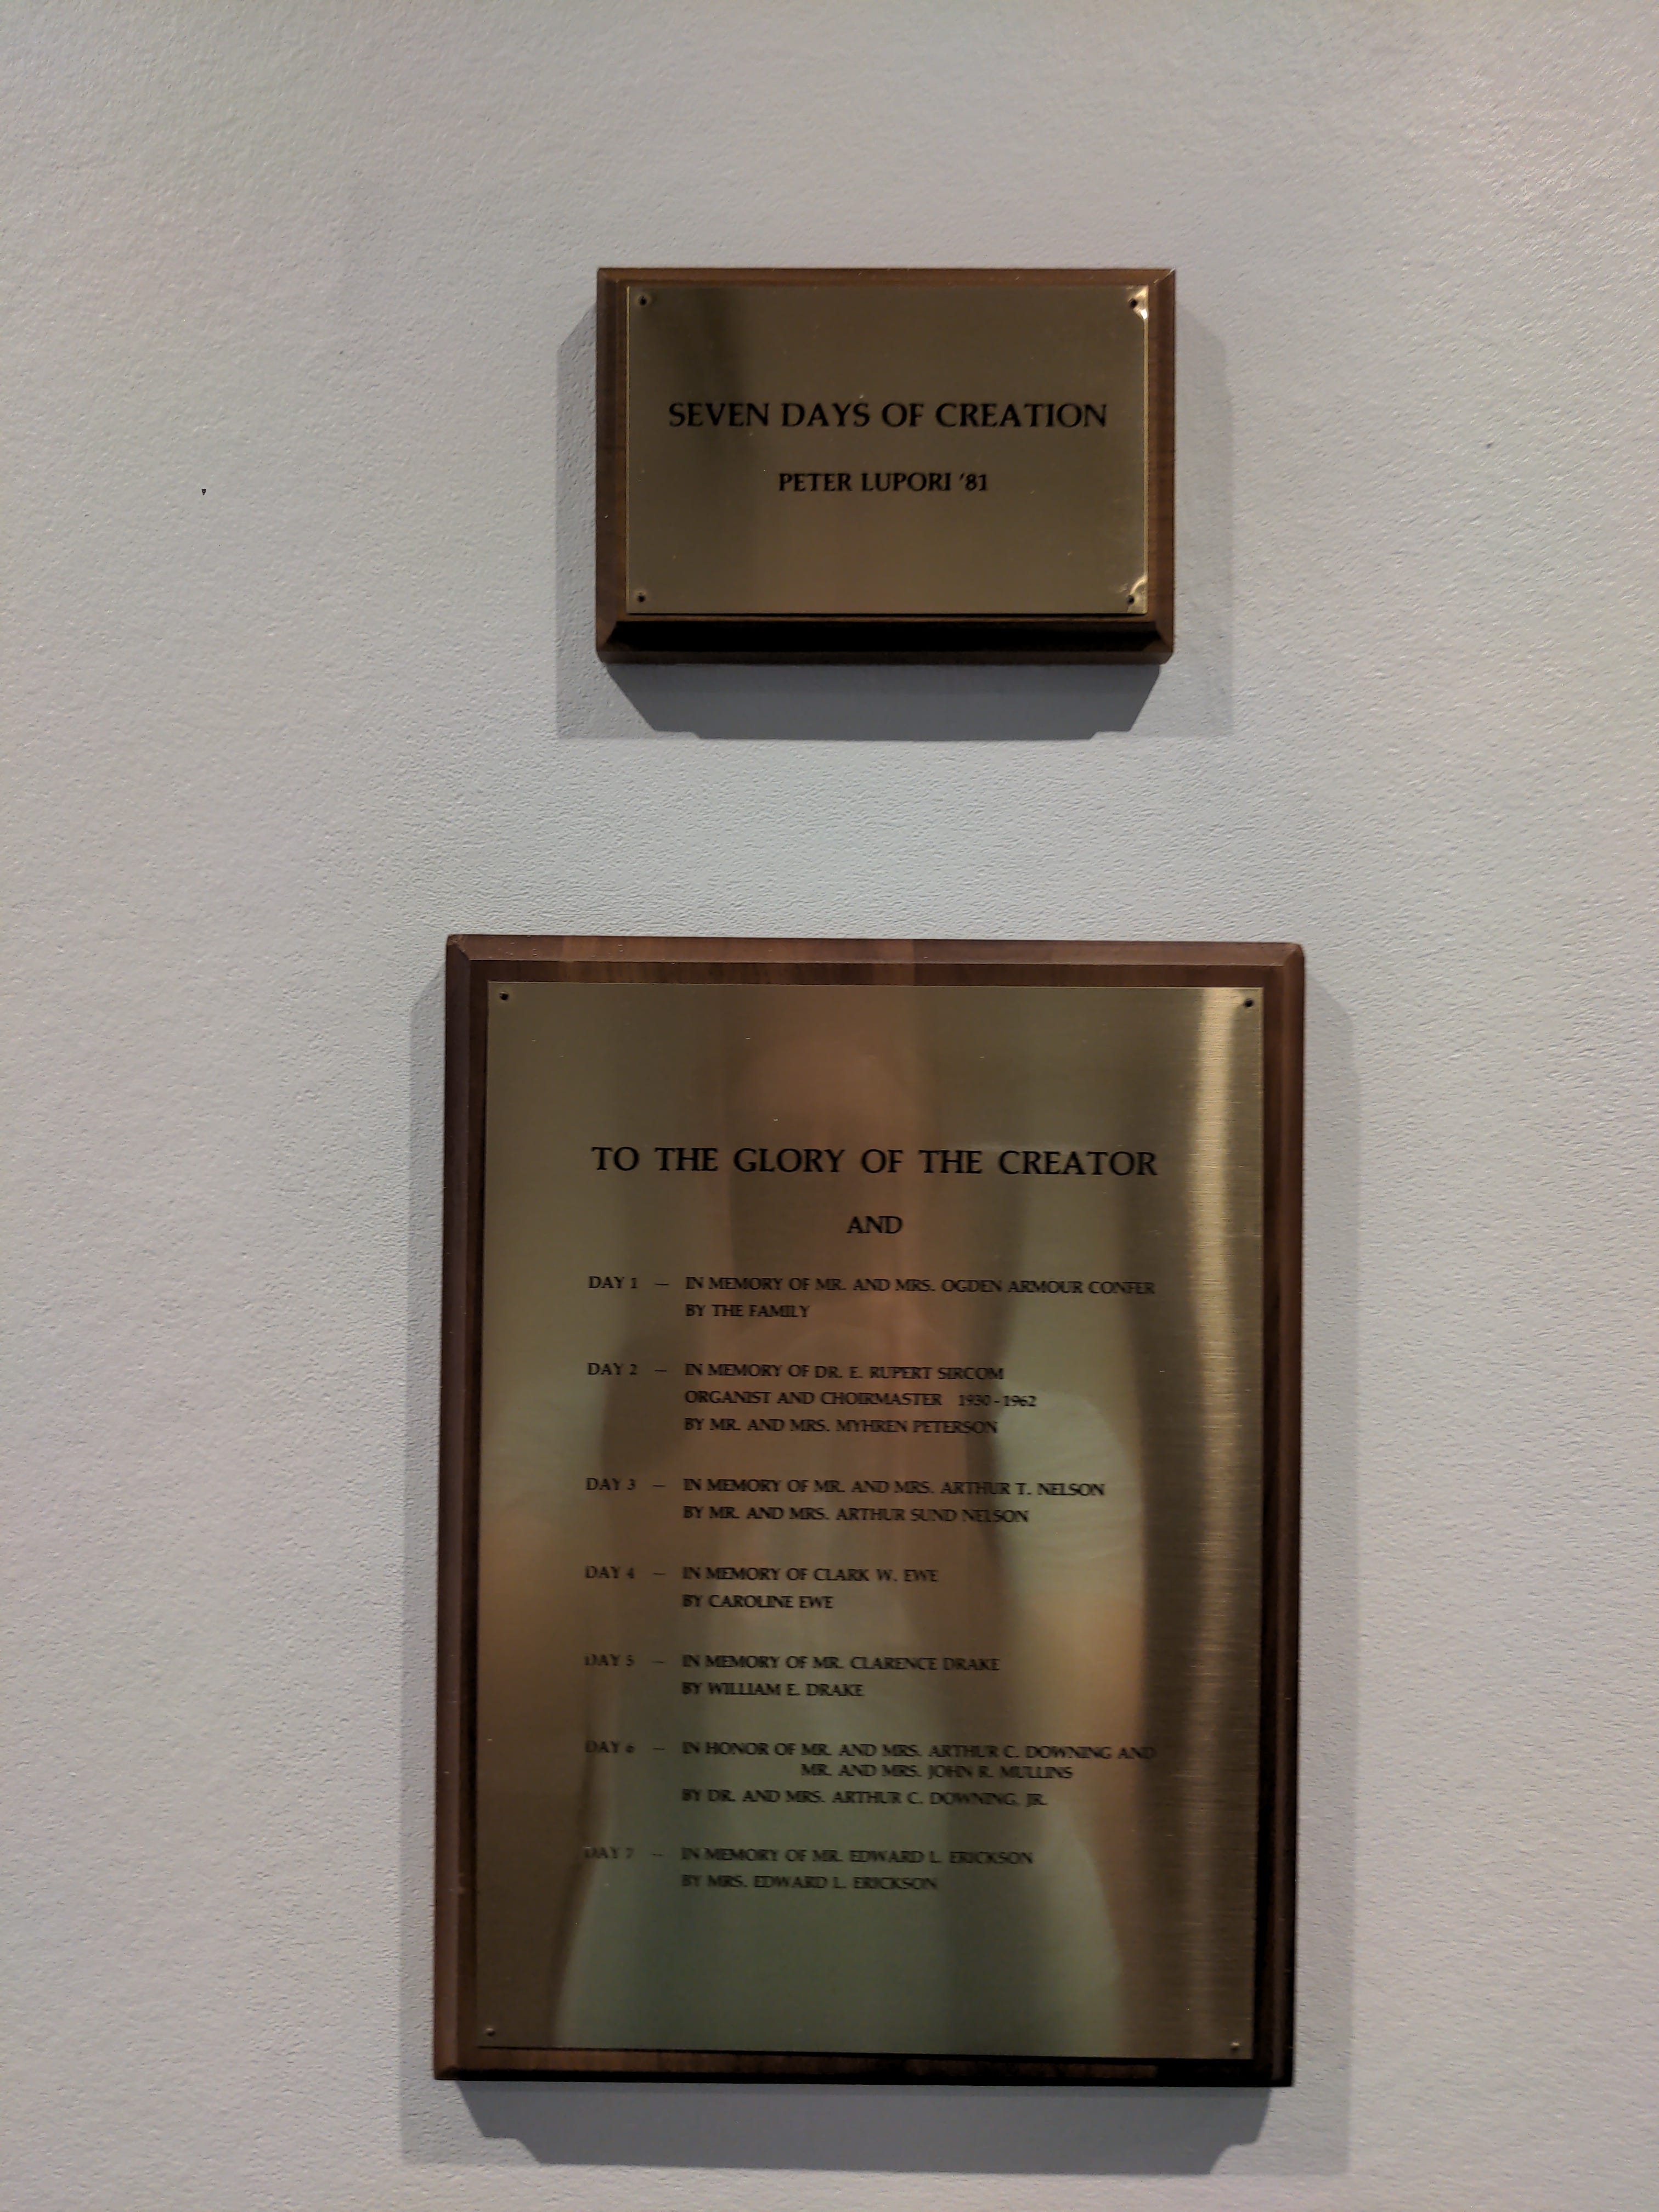 SEVEN DAYS OF CREATION
PETER LUPORI '81
TO THE GLORY OF THE CREATOR
AND
DAY 1 — IN MEMORY OF MR. AND MRS. OGDEN ARMOUR CONFER
BY THE FAMILY
DAY 2 — IN MEMORY OF DR. E. RUPERT SIRCOM
ORGANIST AND CHOIRMASTER 1930-1962
BY MR. AND MRS. MYHREN PETERSON
DAY 3 — IN MEMORY OF MR. AND MRS. ARTHUR T. NELSON
BY MR. AND MRS. ARTHUR SUND NELSON
DAY 4 — IN MEMORY OF CLARK W. EWE
BY CAROLINE EWE
DAY 5 — IN MEMORY OF MR. CLARENCE DRAKE
BY WILLIAM E. DRAKE
DAY 6 — IN HONOR OF MR. AND MRS. ARTHUR C. DOWNING AND
MR. AND MRS. JOHN R. MULLINS
BY DR. AND MRS. ARTHUR C. DOWNING, JR.
DAY 7 — IN MEMORY OF MR. EDWARD L. ERICKSON
BY MRS. EDWARD L. ERICKSON